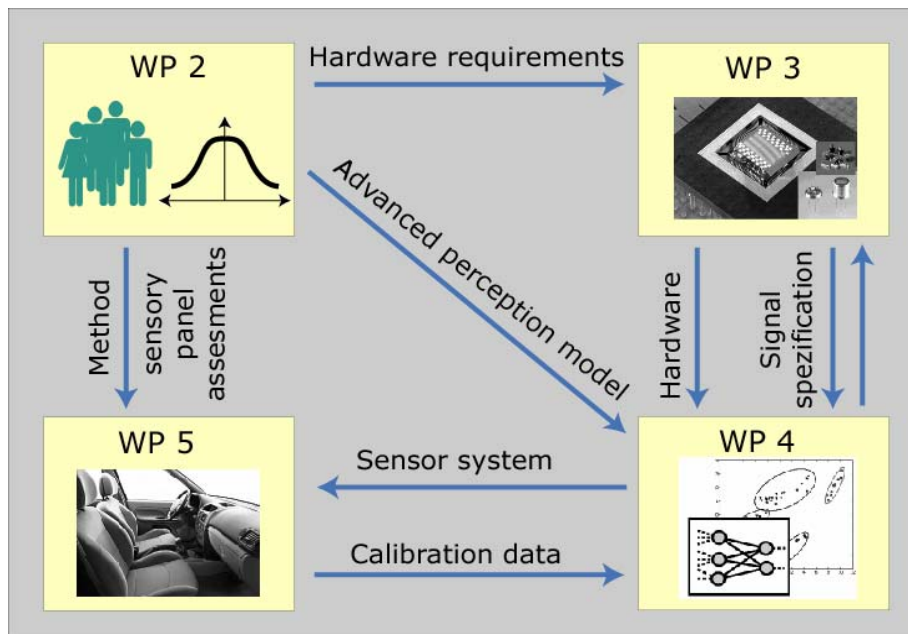 WP 2
Hardware requirements
WP 3
Advanced perception model
Method
sensory
panel
assesments
Hardware
Signal
spezification
WP 5
Sensor system
WP 4
Calibration data